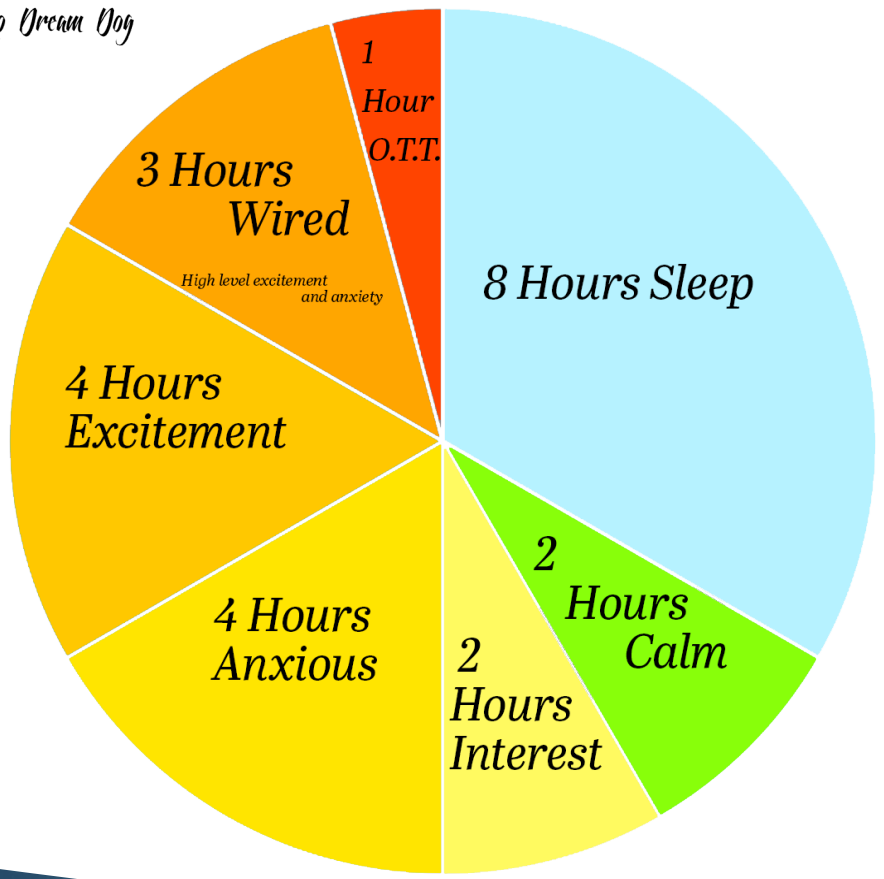 Dream Dog
1
Hour
O.T.T.
3 Hours
Wired
High level excitement
and anxiety
8 Hours Sleep
4 Hours
Excitement
2
Hours
Calm
4 Hours
Anxious
2
Hours
Interest